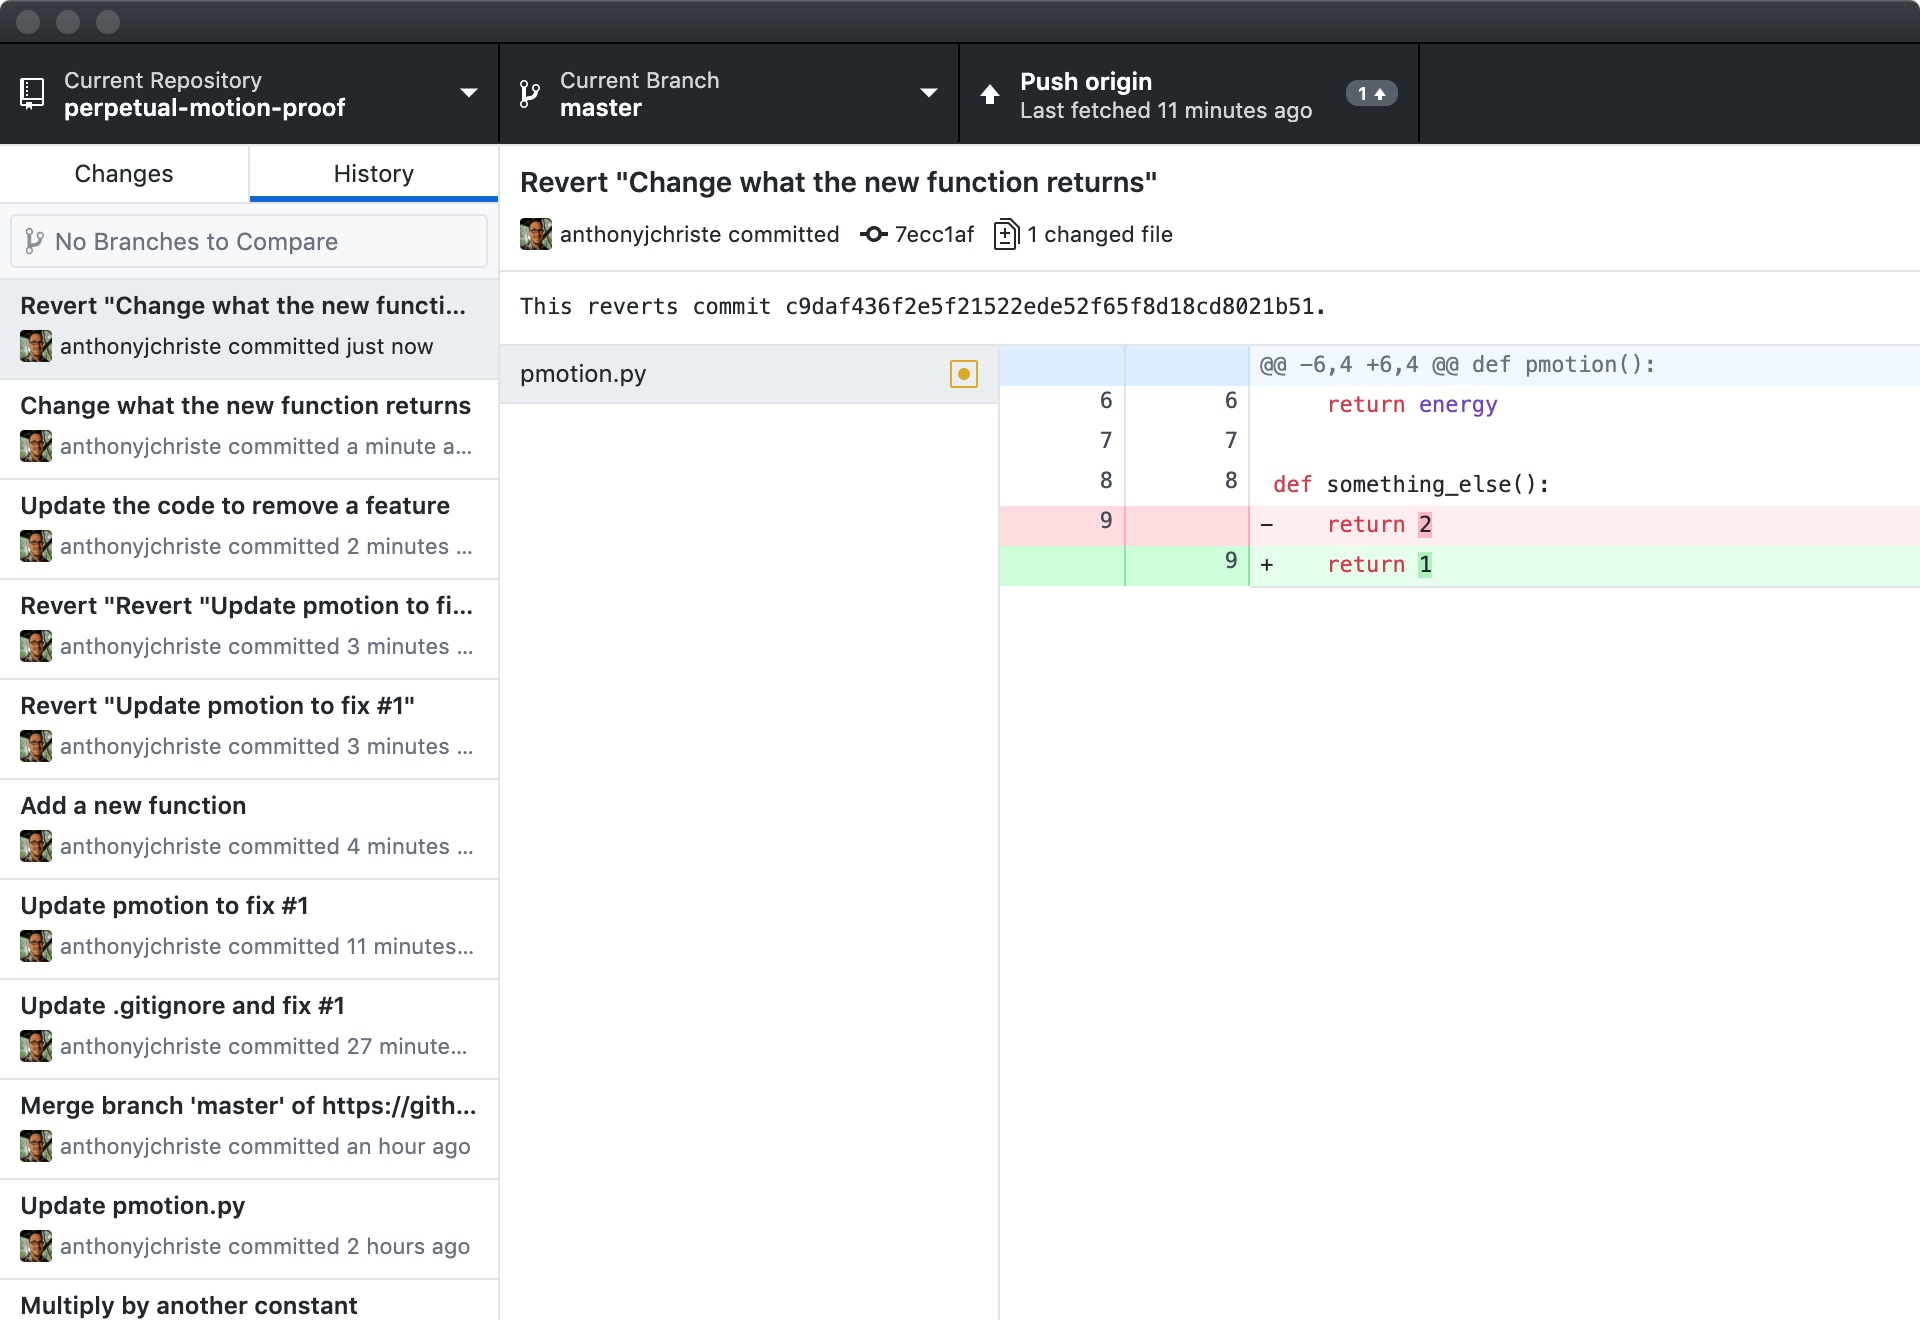 Current Repository
perpetual-motion-proof
Current Branch
master
Push origin
Last fetched 11 minutes ago
1
Changes
History
No Branches to Compare
Revert "Change what the new functi...
anthonyjchriste committed just now
Change what the new function returns
anthonyjchriste committed a minute a...
Update the code to remove a feature
anthonyjchriste committed 2 minutes ...
Revert "Revert "Update pmotion to fi...
anthonyjchriste committed 3 minutes ...
Revert "Update pmotion to fix #1"
anthonyjchriste committed 3 minutes ...
Add a new function
anthonyjchriste committed 4 minutes ...
Update pmotion to fix #1
anthonyjchriste committed 11 minutes...
Update .gitignore and fix #1
anthonyjchriste committed 27 minute...
Merge branch 'master' of https://gith...
anthonyjchriste committed an hour ago
Update pmotion.py
anthonyjchriste committed 2 hours ago
Multiply by another constant
Revert "Change what the new function returns"
anthonyjchriste committed 7ecc1af 1 changed file
This reverts commit c9daf436f2e5f21522ede52f65f8d18cd8021b51.
pmotion.py
@@ -6,4 +6,4 @@ def pmotion():
6 6 return energy
7 7
8 8 def something_else():
9 - return 2
9 + return 1